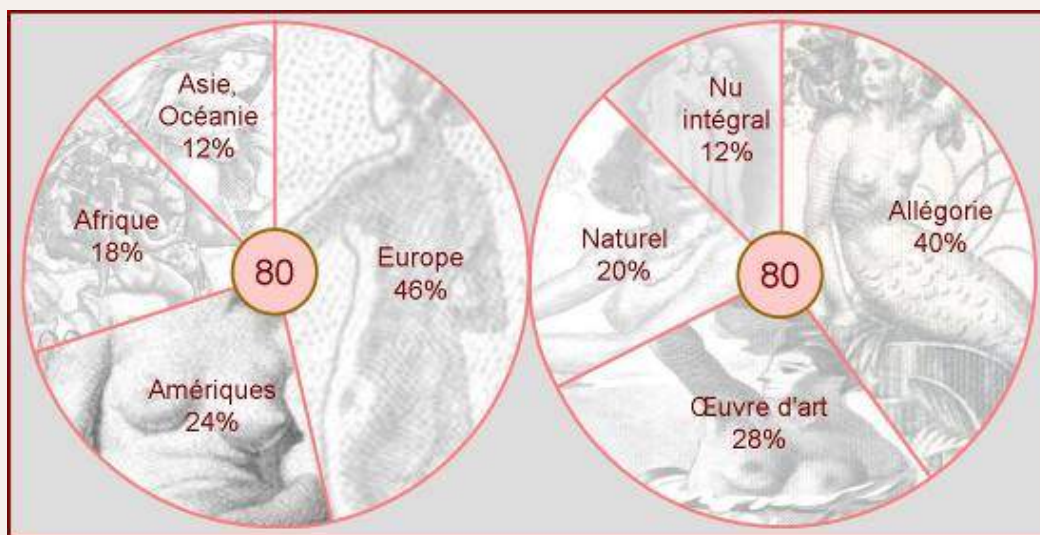 Asie,
Océanie
12%
Afrique
18%
80
Europe
46%
Amériques
24%
Nu
intégral
12%
Naturel
20%
80
Allégorie
40%
Œuvre d'art
28%